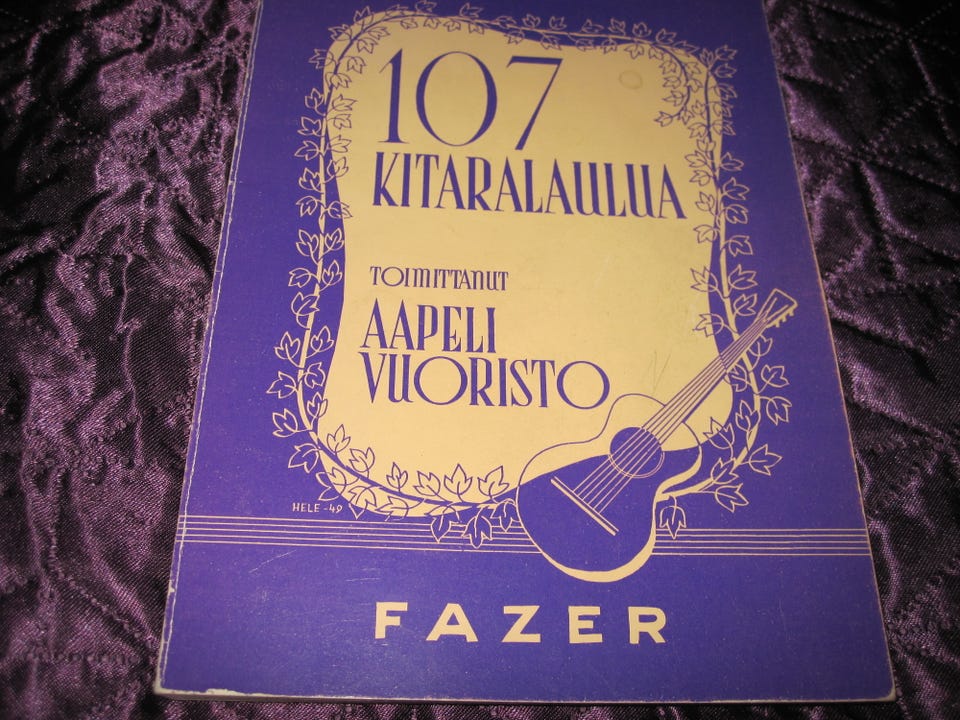 107
KITARALAULUA
TOIMITTANUT
AAPELI
VUORISTO
HELE -49
FAZER